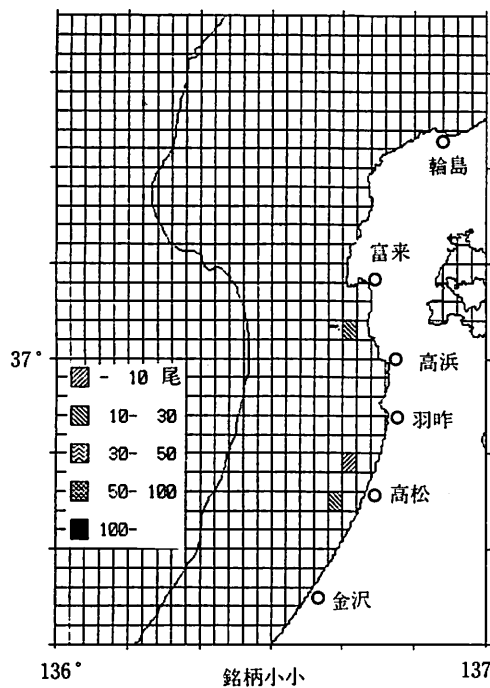 輪島
富来
37°
高浜
- 10 尾
10- 30
羽咋
30- 50
50- 100
高松
100-
金沢
136°
137
銘柄小小